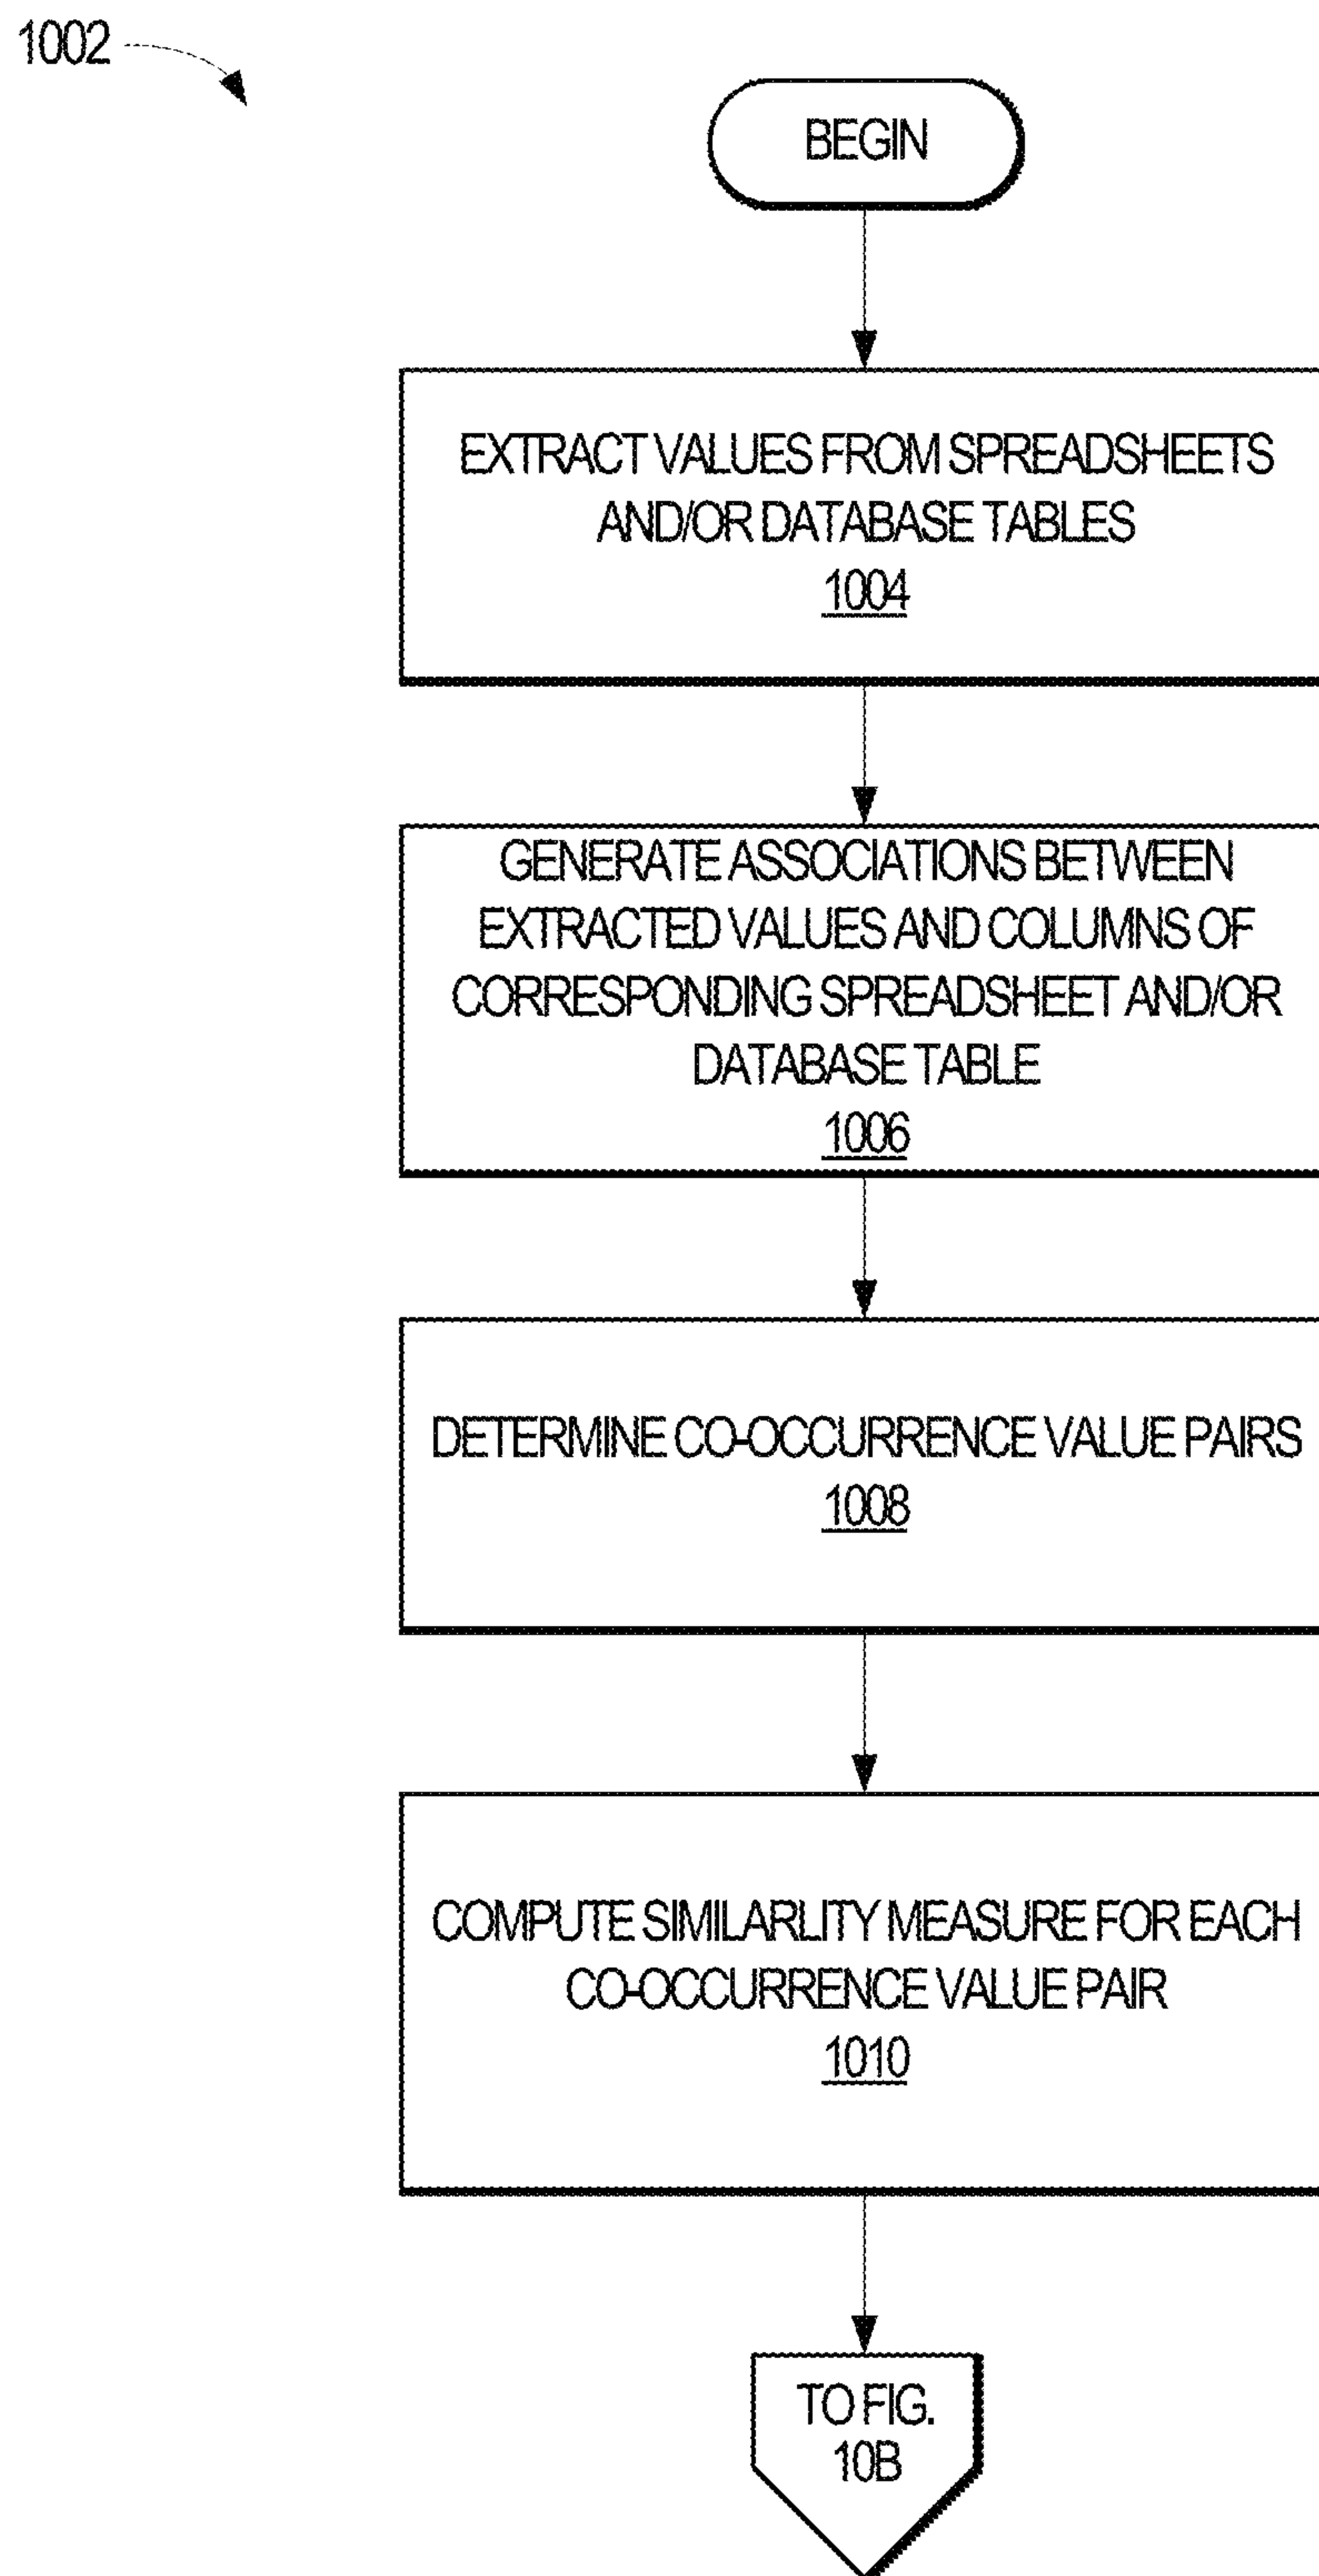 1002
BEGIN
EXTRACT VALUES FROM SPREADSHEETS
AND/OR DATABASE TABLES
1004
GENERATE ASSOCIATIONS BETWEEN
EXTRACTED VALUES AND COLUMNS OF
CORRESPONDING SPREADSHEET AND/OR
DATABASE TABLE
1006
DETERMINE CO-OCCURRENCE VALUE PAIRS
1008
COMPUTE SIMILARLITY MEASURE FOR EACH
CO-OCCURRENCE VALUE PAIR
1010
TO FIG.
10B